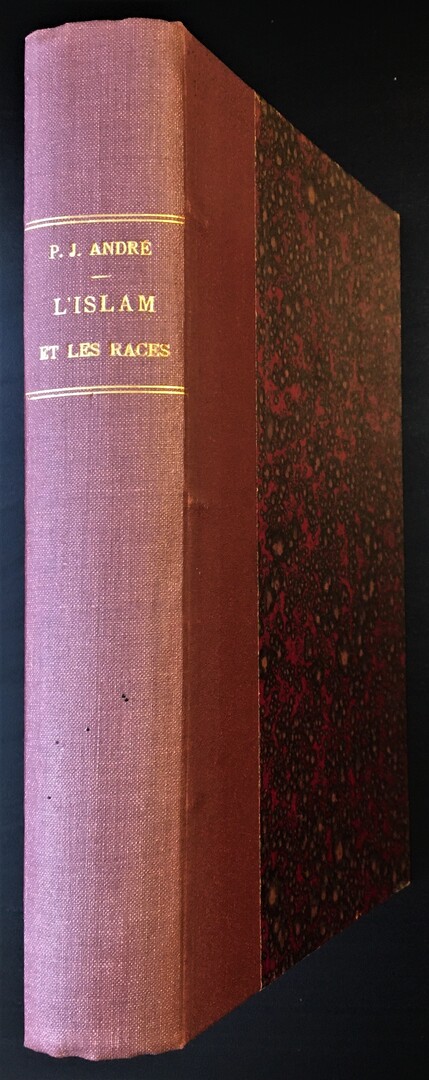 P. J. ANDRÉ
L'ISLAM
ET LES RACES